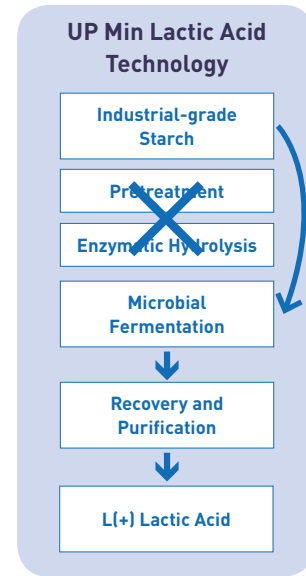 UP Min Lactic Acid
Technology
Industrial-grade
Starch
Pretreatment
Enzymatic Hydrolysis
Microbial
Fermentation
Recovery and
Purification
L(+) Lactic Acid